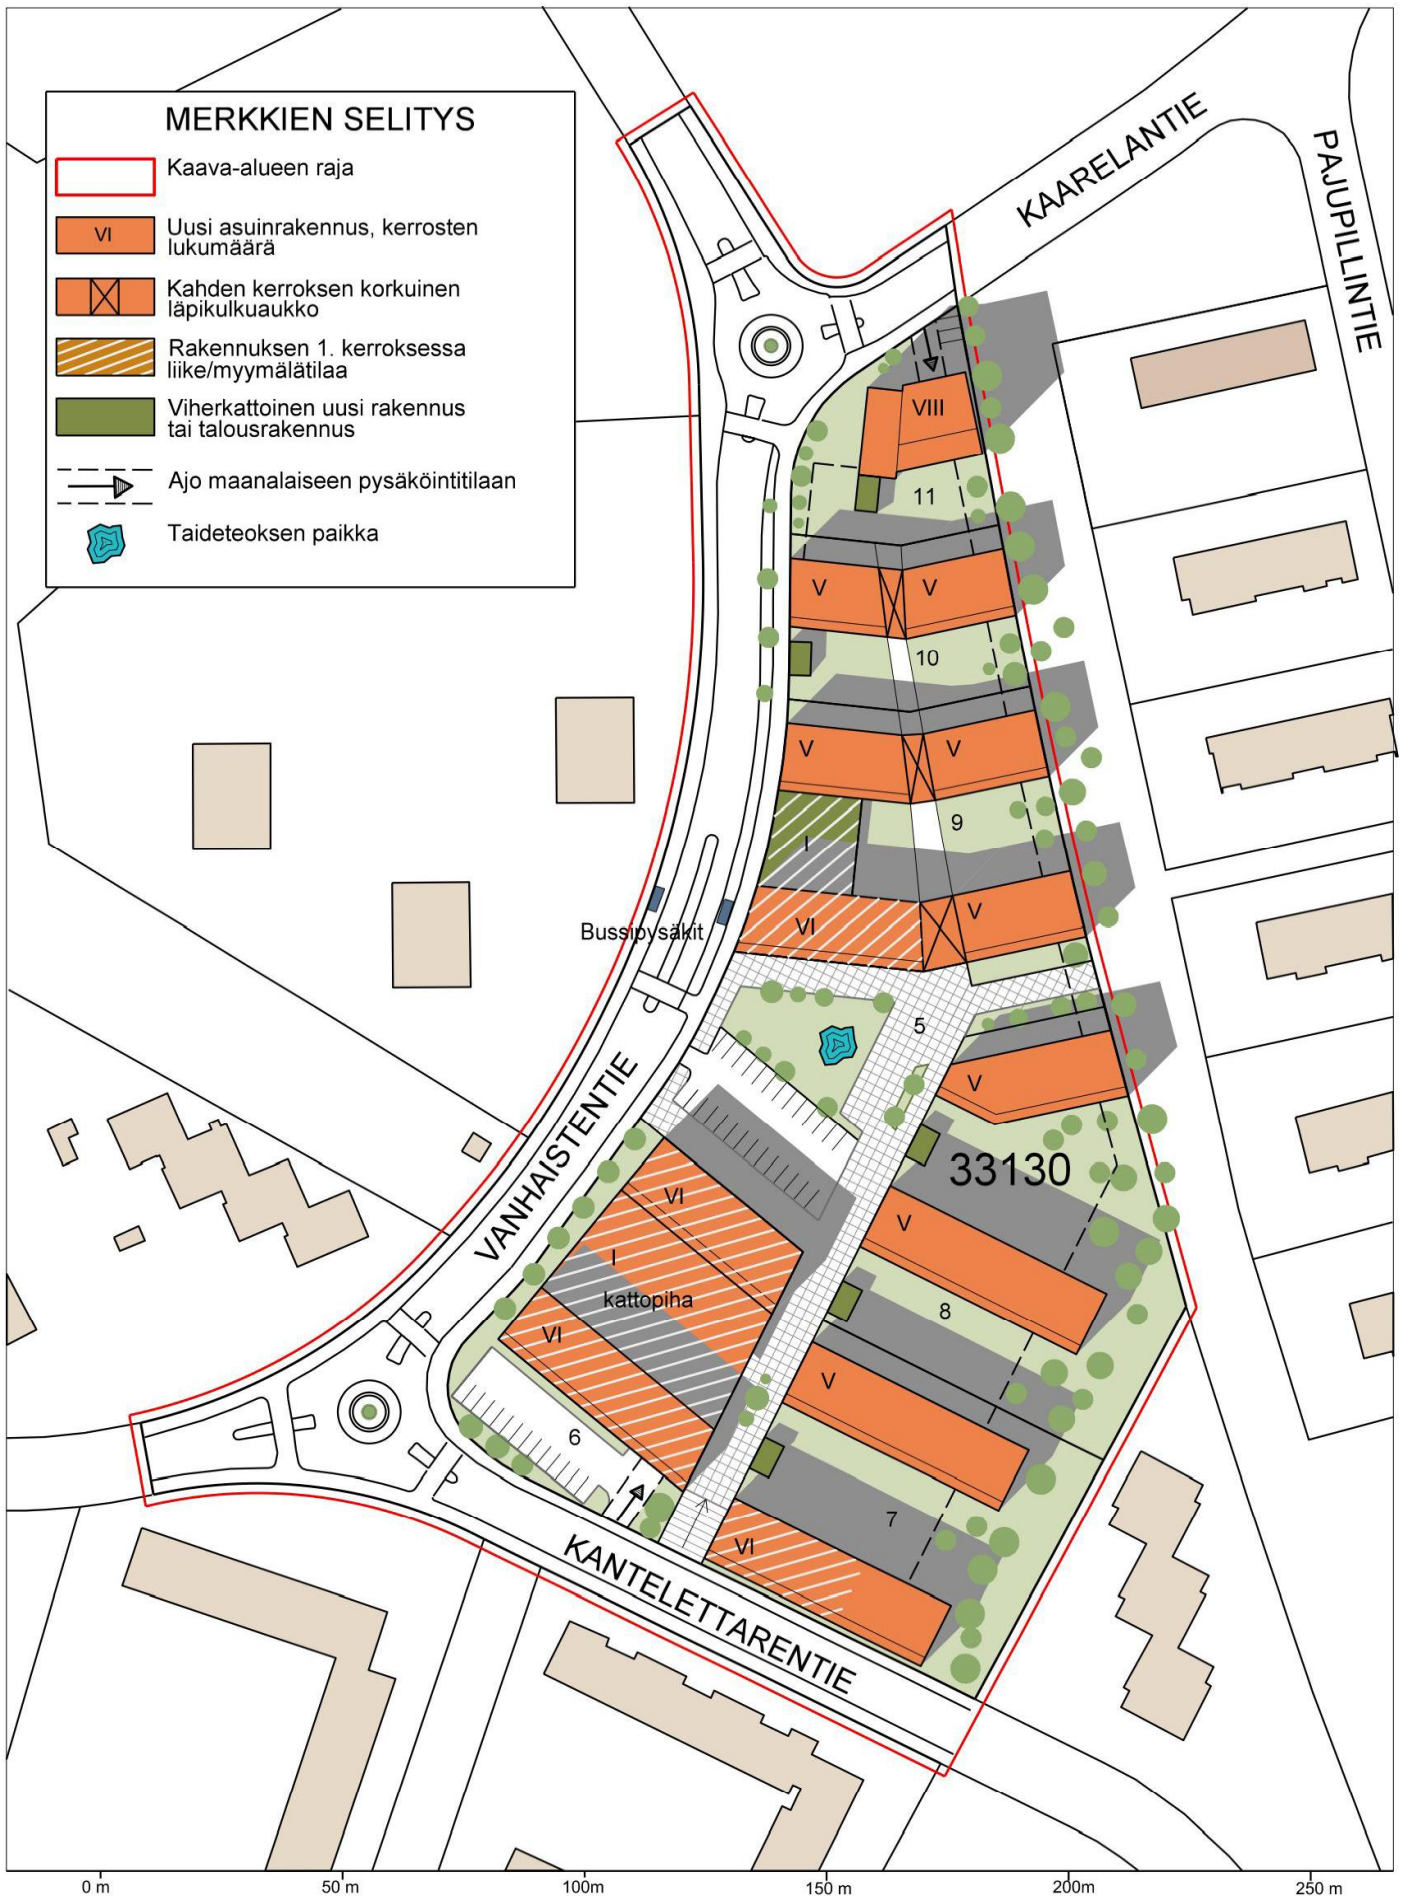 MERKKIEN SELITYS
Kaava-alueen raja
VI
Uusi asuinrakennus, kerrosten
lukumäärä
Kahden kerroksen korkuinen
läpikulkuaukko
Rakennuksen 1. kerroksessa
liike/myymälätilaa
Viherkattoinen uusi rakennus
tai talousrakennus
Ajo maanalaiseen pysäköintitilaan
Taideteoksen paikka
KAARELANTIE
PAJUPILLINTIE
VIII
11
V
V
10
V
V
9
I
V
VI
Bussipysäkit
5
V
VANHAISTENTIE
33130
VI
V
I
kattopiha
8
VI
V
6
7
VI
KANTELETTARENTIE
0 m
50 m
100m
150 m
200m
250 m